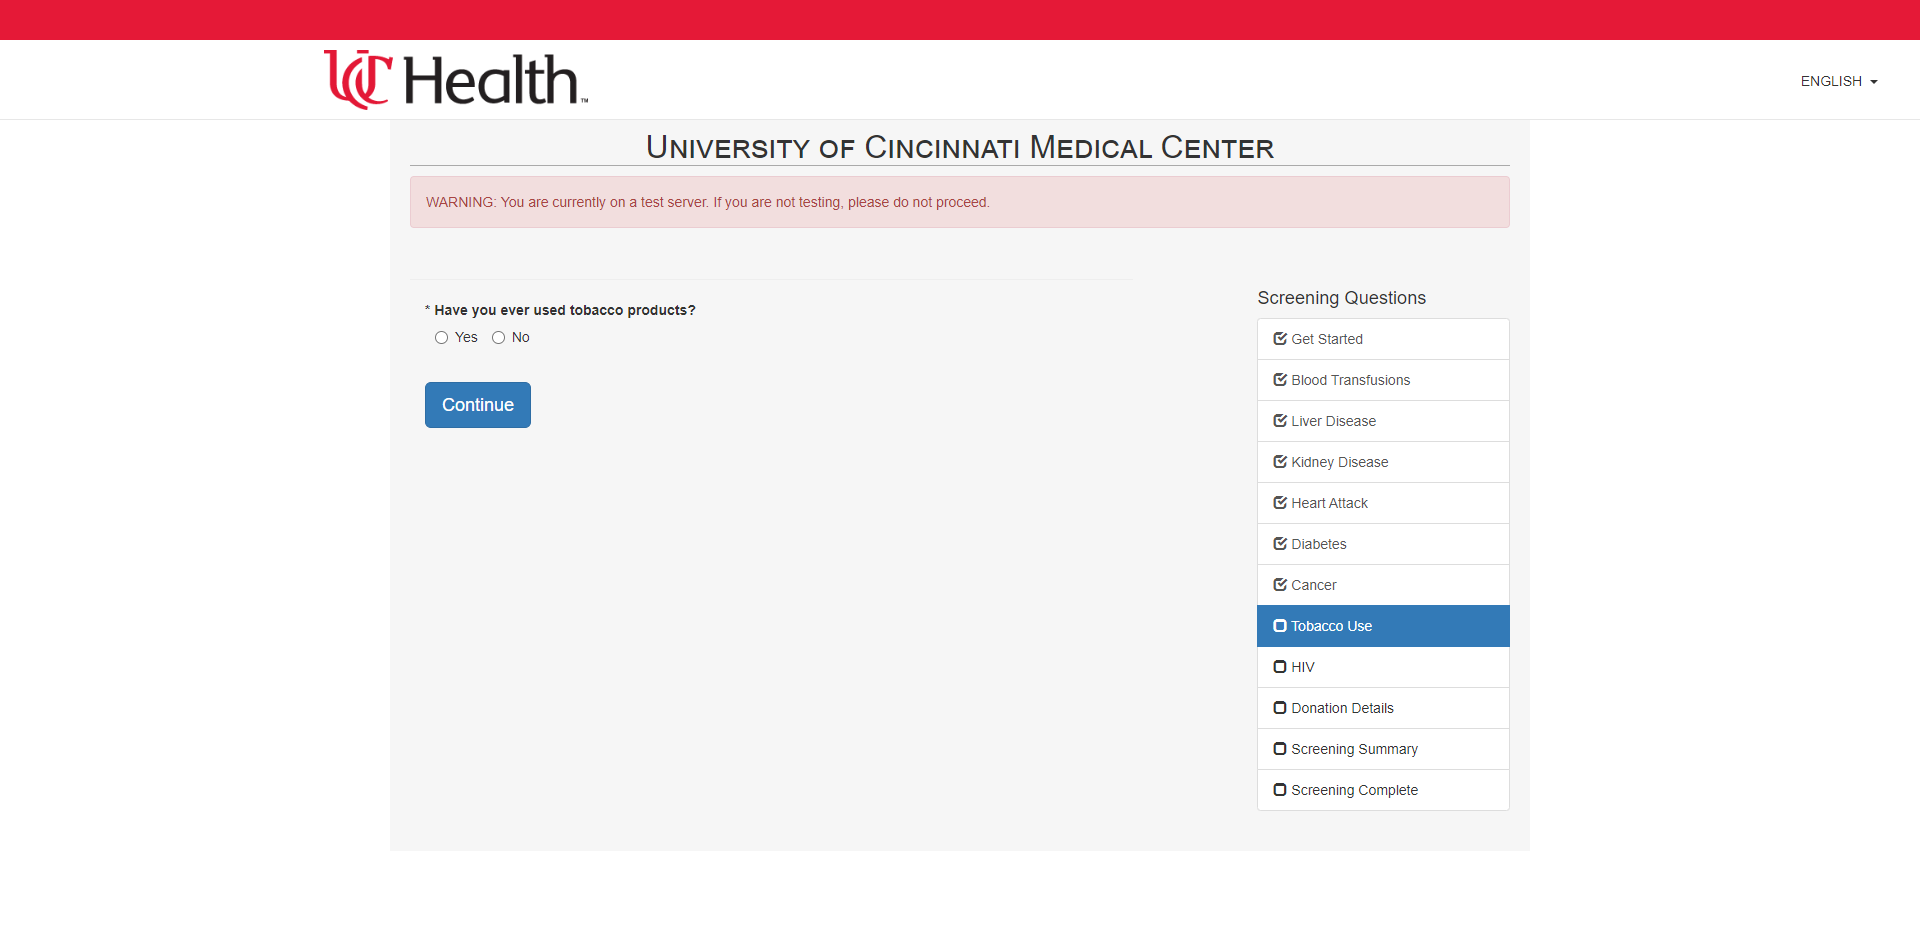 UC Health™
ENGLISH
University of Cincinnati Medical Center
WARNING: You are currently on a test server. If you are not testing, please do not proceed.
* Have you ever used tobacco products?
Yes No
Continue
Screening Questions
Get Started
Blood Transfusions
Liver Disease
Kidney Disease
Heart Attack
Diabetes
Cancer
Tobacco Use
HIV
Donation Details
Screening Summary
Screening Complete